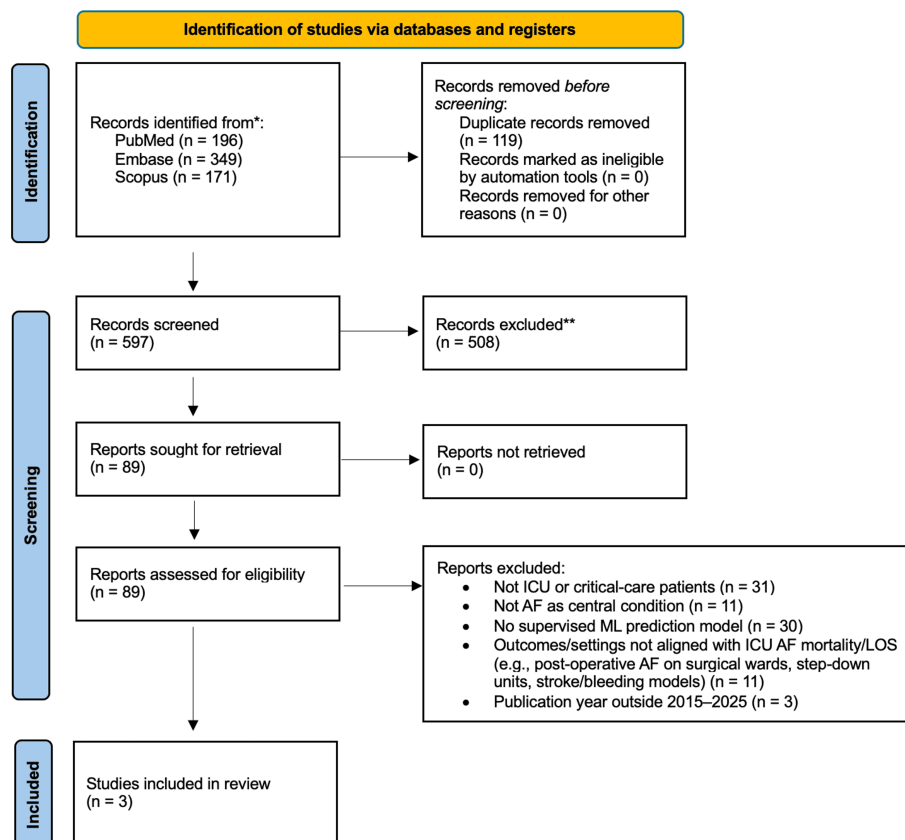 Identification of studies via databases and registers
Identification
Records identified from*:
PubMed (n = 196)
Embase (n = 349)
Scopus (n = 171)
Records removed before
screening:
Duplicate records removed
(n = 119)
Records marked as ineligible
by automation tools (n = 0)
Records removed for other
reasons (n = 0)
Screening
Records screened
(n = 597)
Records excluded**
(n = 508)
Reports sought for retrieval
(n = 89)
Reports not retrieved
(n = 0)
Reports assessed for eligibility
(n = 89)
Reports excluded:
• Not ICU or critical-care patients (n = 31)
• Not AF as central condition (n = 11)
• No supervised ML prediction model (n = 30)
• Outcomes/settings not aligned with ICU AF mortality/LOS
(e.g., post-operative AF on surgical wards, step-down
units, stroke/bleeding models) (n = 11)
• Publication year outside 2015–2025 (n = 3)
Included
Studies included in review
(n = 3)